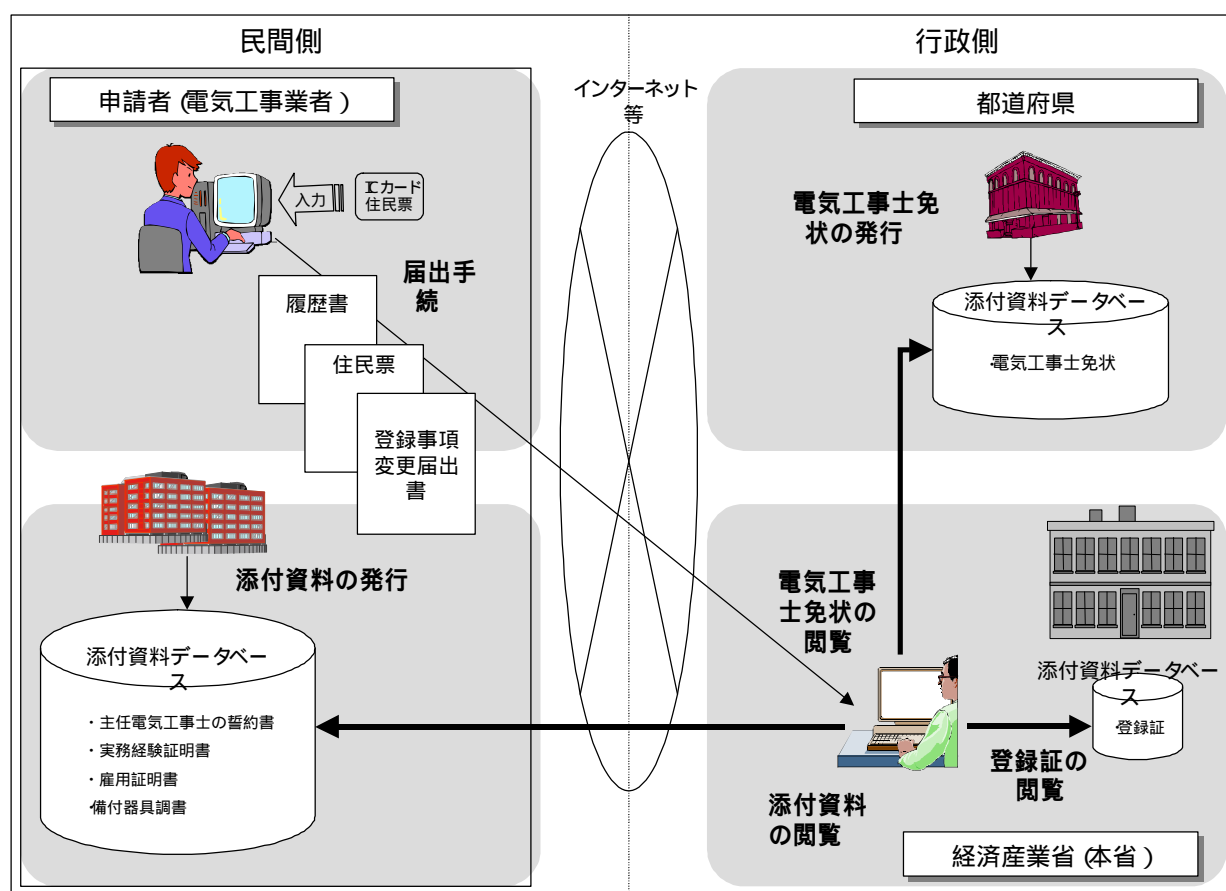 民間側
行政側
申請者(電気工事業者)
インターネット
等
都道府県
入力
ICカード
住民票
電気工事士免
状の発行
届出手
続
履歴書
住民票
登録事項
変更届出
書
添付資料データベー
ス
・電気工事士免状
添付資料の発行
添付資料データベー
ス
・主任電気工事士の誓約書
・実務経験証明書
・雇用証明書
・備付器具調書
電気工事
士免状の
閲覧
添付資料データベー
ス
・登録証
登録証の
閲覧
添付資料
の閲覧
経済産業省(本省)